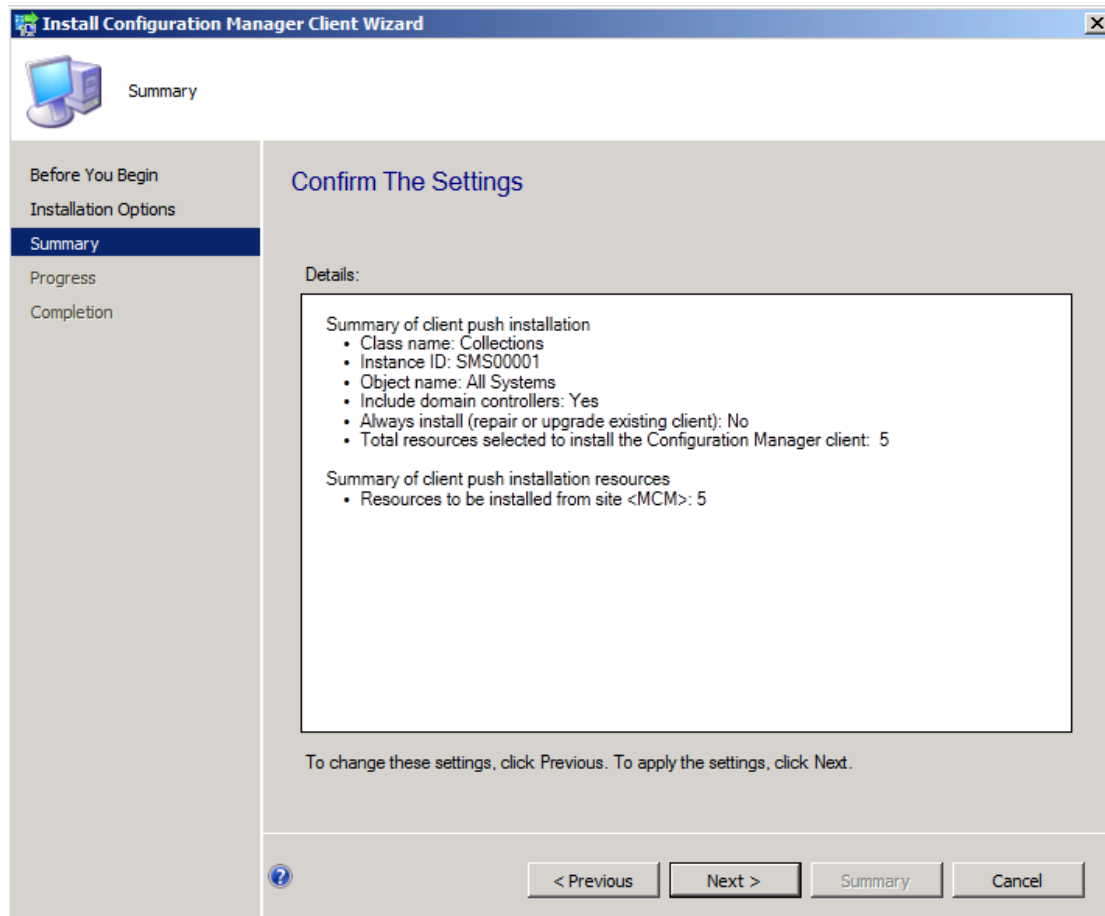 Install Configuration Manager Client Wizard
Summary
Before You Begin
Installation Options
Summary
Progress
Completion
Confirm The Settings
Details:
Summary of client push installation
• Class name: Collections
• Instance ID: SMS00001
• Object name: All Systems
• Include domain controllers: Yes
• Always install (repair or upgrade existing client): No
• Total resources selected to install the Configuration Manager client:  5
Summary of client push installation resources
• Resources to be installed from site <MCM>: 5
To change these settings, click Previous. To apply the settings, click Next.
< Previous
Next >
Summary
Cancel